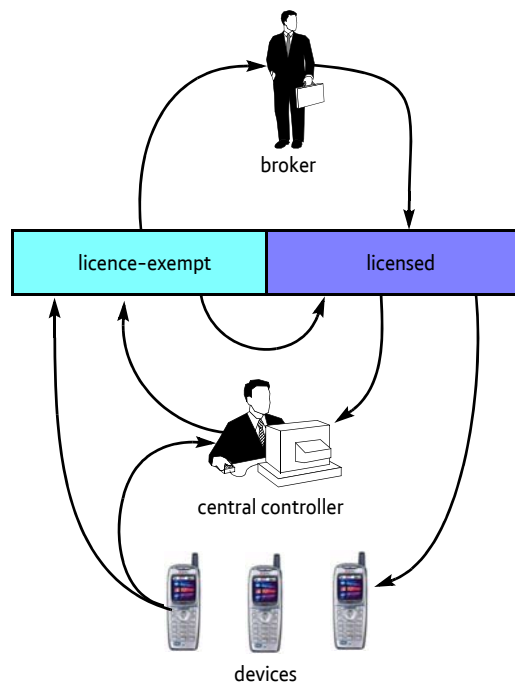 broker
licence-exempt
licensed
central controller
devices